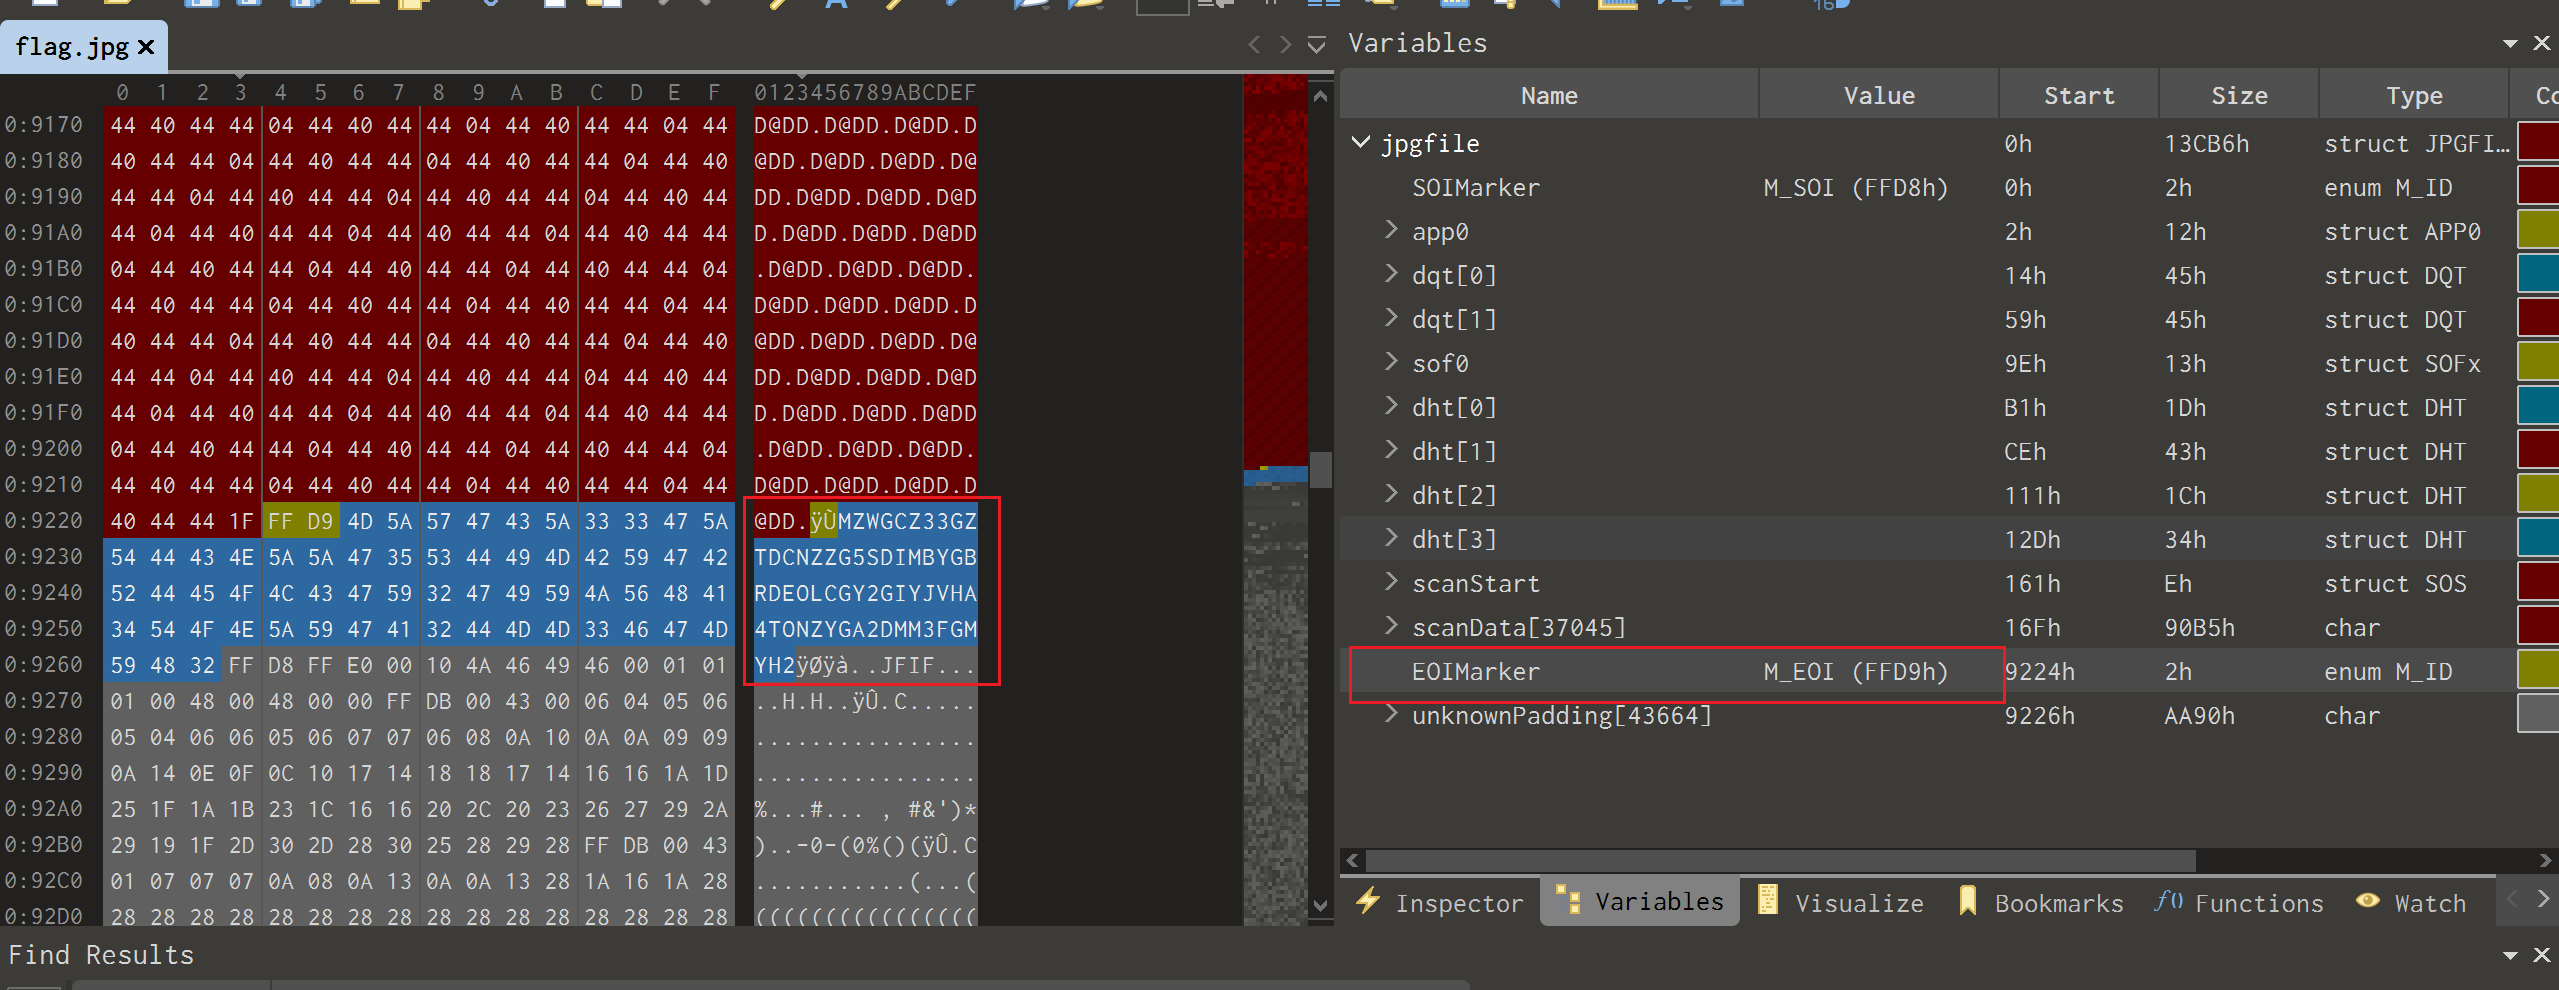 flag.jpg
Variables
0 1 2 3 4 5 6 7 8 9 A B C D E F 0123456789ABCDEF
0:9170 44 40 44 44 04 44 40 44 44 04 44 40 44 44 04 44 D@DD.D@DD.D@DD.D
0:9180 40 44 44 04 44 40 44 44 04 44 40 44 44 04 44 40 @DD.D@DD.D@DD.D@
0:9190 44 44 04 44 40 44 44 04 44 40 44 44 04 44 40 44 DD.D@DD.D@DD.D@D
0:91A0 44 04 44 40 44 44 04 44 40 44 44 04 44 40 44 44 D.D@DD.D@DD.D@DD
0:91B0 04 44 40 44 44 04 44 40 44 44 04 44 40 44 44 04 .D@DD.D@DD.D@DD.
0:91C0 44 40 44 44 04 44 40 44 44 04 44 40 44 44 04 44 D@DD.D@DD.D@DD.D
0:91D0 40 44 44 04 44 40 44 44 04 44 40 44 44 04 44 40 @DD.D@DD.D@DD.D@
0:91E0 44 44 04 44 40 44 44 04 44 40 44 44 04 44 40 44 DD.D@DD.D@DD.D@D
0:91F0 44 04 44 40 44 44 04 44 40 44 44 04 44 40 44 44 D.D@DD.D@DD.D@DD
0:9200 04 44 40 44 44 04 44 40 44 44 04 44 40 44 44 04 .D@DD.D@DD.D@DD.
0:9210 44 40 44 44 04 44 40 44 44 04 44 40 44 44 04 44 D@DD.D@DD.D@DD.D
0:9220 40 44 44 1F FF D9 4D 5A 57 47 43 5A 33 33 47 5A @DD.ÿÙMZWGCZ33GZ
0:9230 54 44 43 4E 5A 5A 47 35 53 44 49 4D 42 59 47 42 TDCNZZG5SDIMBYGB
0:9240 52 44 45 4F 4C 43 47 59 32 47 49 59 4A 56 48 41 RDEOLCGY2GIYJVHA
0:9250 34 54 4F 4E 5A 59 47 41 32 44 4D 4D 33 46 47 4D 4TONZYGA2DMM3FGM
0:9260 59 48 32 FF D8 FF E0 00 10 4A 46 49 46 00 01 01 YH2ÿØÿà..JFIF...
0:9270 01 00 48 00 48 00 00 FF DB 00 43 00 06 04 05 06 ..H.H..ÿÛ.C.....
0:9280 05 04 06 06 05 06 07 07 06 08 0A 10 0A 0A 09 09 ................
0:9290 0A 14 0E 0F 0C 10 17 14 18 18 17 14 16 16 1A 1D ................
0:92A0 25 1F 1A 1B 23 1C 16 16 20 2C 20 23 26 27 29 2A %...#... , #&')*
0:92B0 29 19 1F 2D 30 2D 28 30 25 28 29 28 FF DB 00 43 )..-0-(0%()(ÿÛ.C
0:92C0 01 07 07 07 0A 08 0A 13 0A 0A 13 28 1A 16 1A 28 ...........(...(
0:92D0 28 28 28 28 28 28 28 28 28 28 28 28 28 28 28 28 ((((((((((((((((
Name Value Start Size Type Co
jpgfile 0h 13CB6h struct JPGFI...
SOIMarker M_SOI (FFD8h) 0h 2h enum M_ID
app0 2h 12h struct APP0
dqt[0] 14h 45h struct DQT
dqt[1] 59h 45h struct DQT
sof0 9Eh 13h struct SOFx
dht[0] B1h 1Dh struct DHT
dht[1] CEh 43h struct DHT
dht[2] 111h 1Ch struct DHT
dht[3] 12Dh 34h struct DHT
scanStart 161h Eh struct SOS
scanData[37045] 16Fh 90B5h char
EOIMarker M_EOI (FFD9h) 9224h 2h enum M_ID
unknownPadding[43664] 9226h AA90h char
Inspector Variables Visualize Bookmarks f() Functions Watch
Find Results